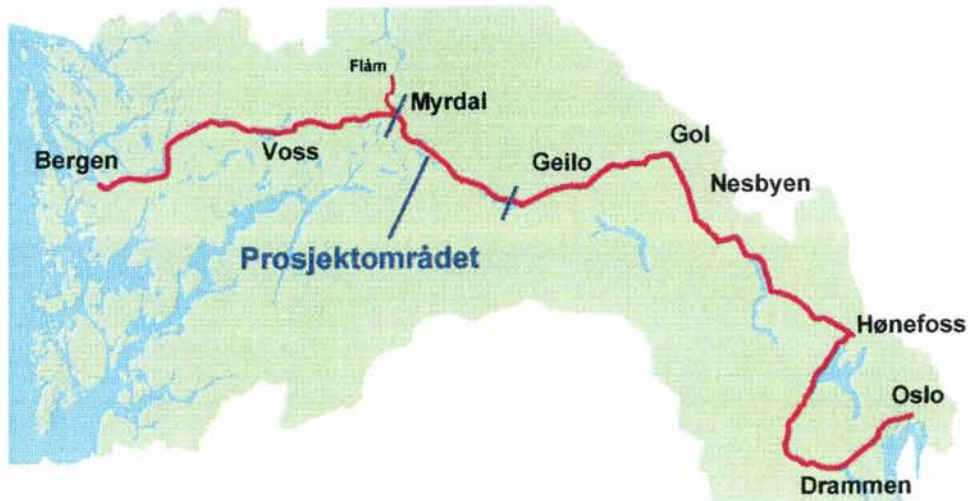 Flåm
Myrdal
Bergen
Voss
Geilo
Gol
Nesbyen
Prosjektområdet
Hønefoss
Oslo
Drammen